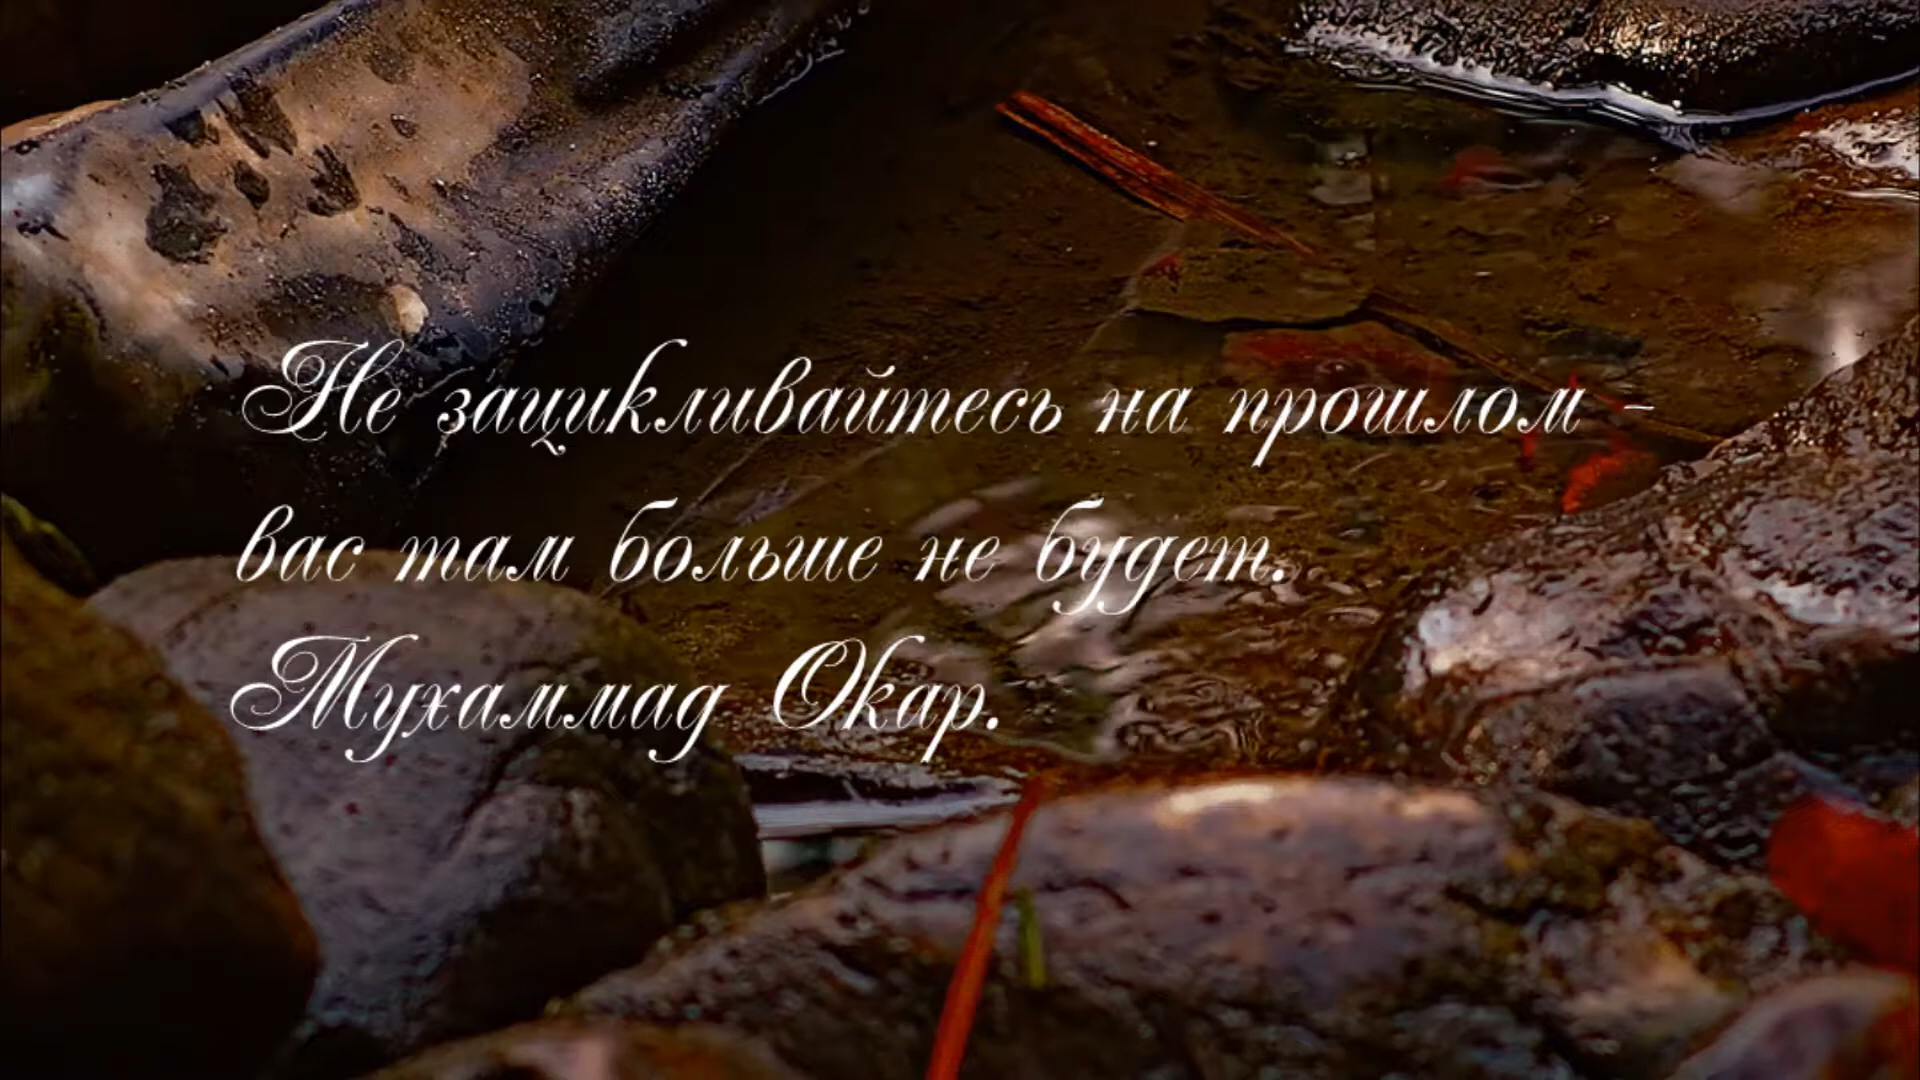 Не зацикливайтесь на прошлом -
вас там больше не будет.
Мухаммад Окар.